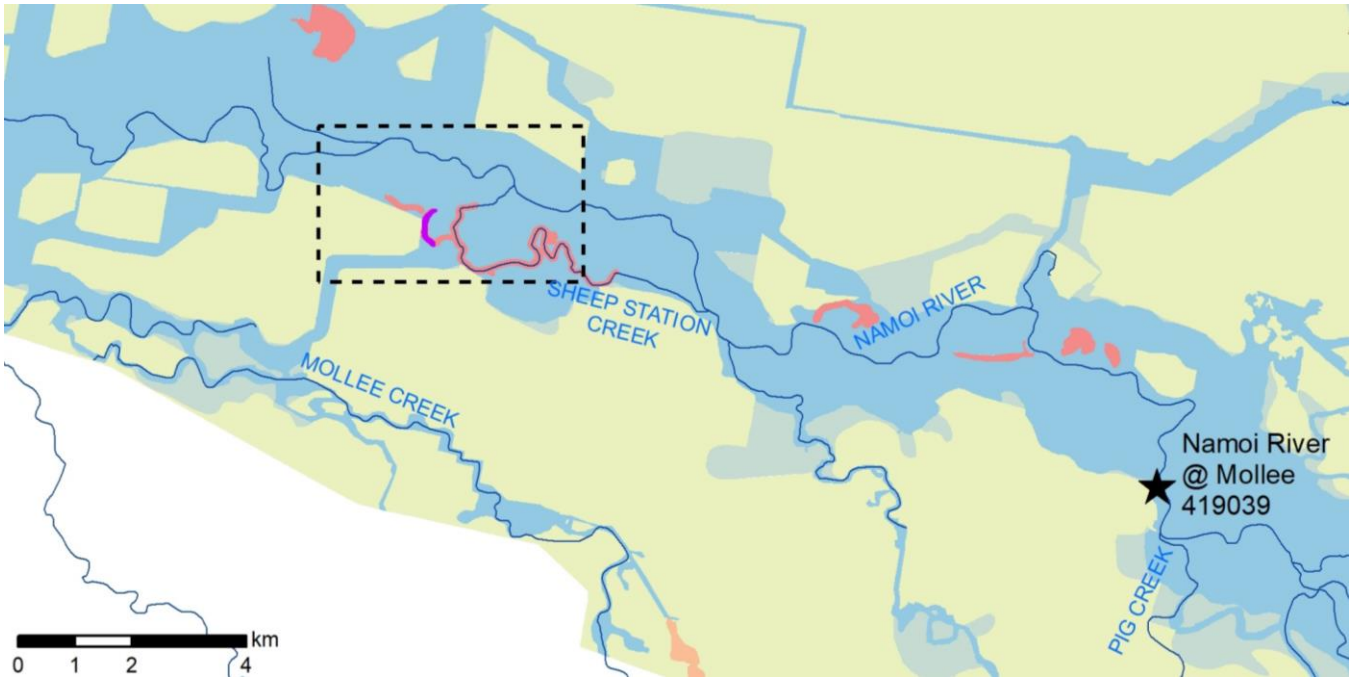 SHEEP STATION
CREEK
NAMOI RIVER
MOLLEE CREEK
Namoi River
@ Mollee
419039
PIG CREEK
km
0 1 2 4